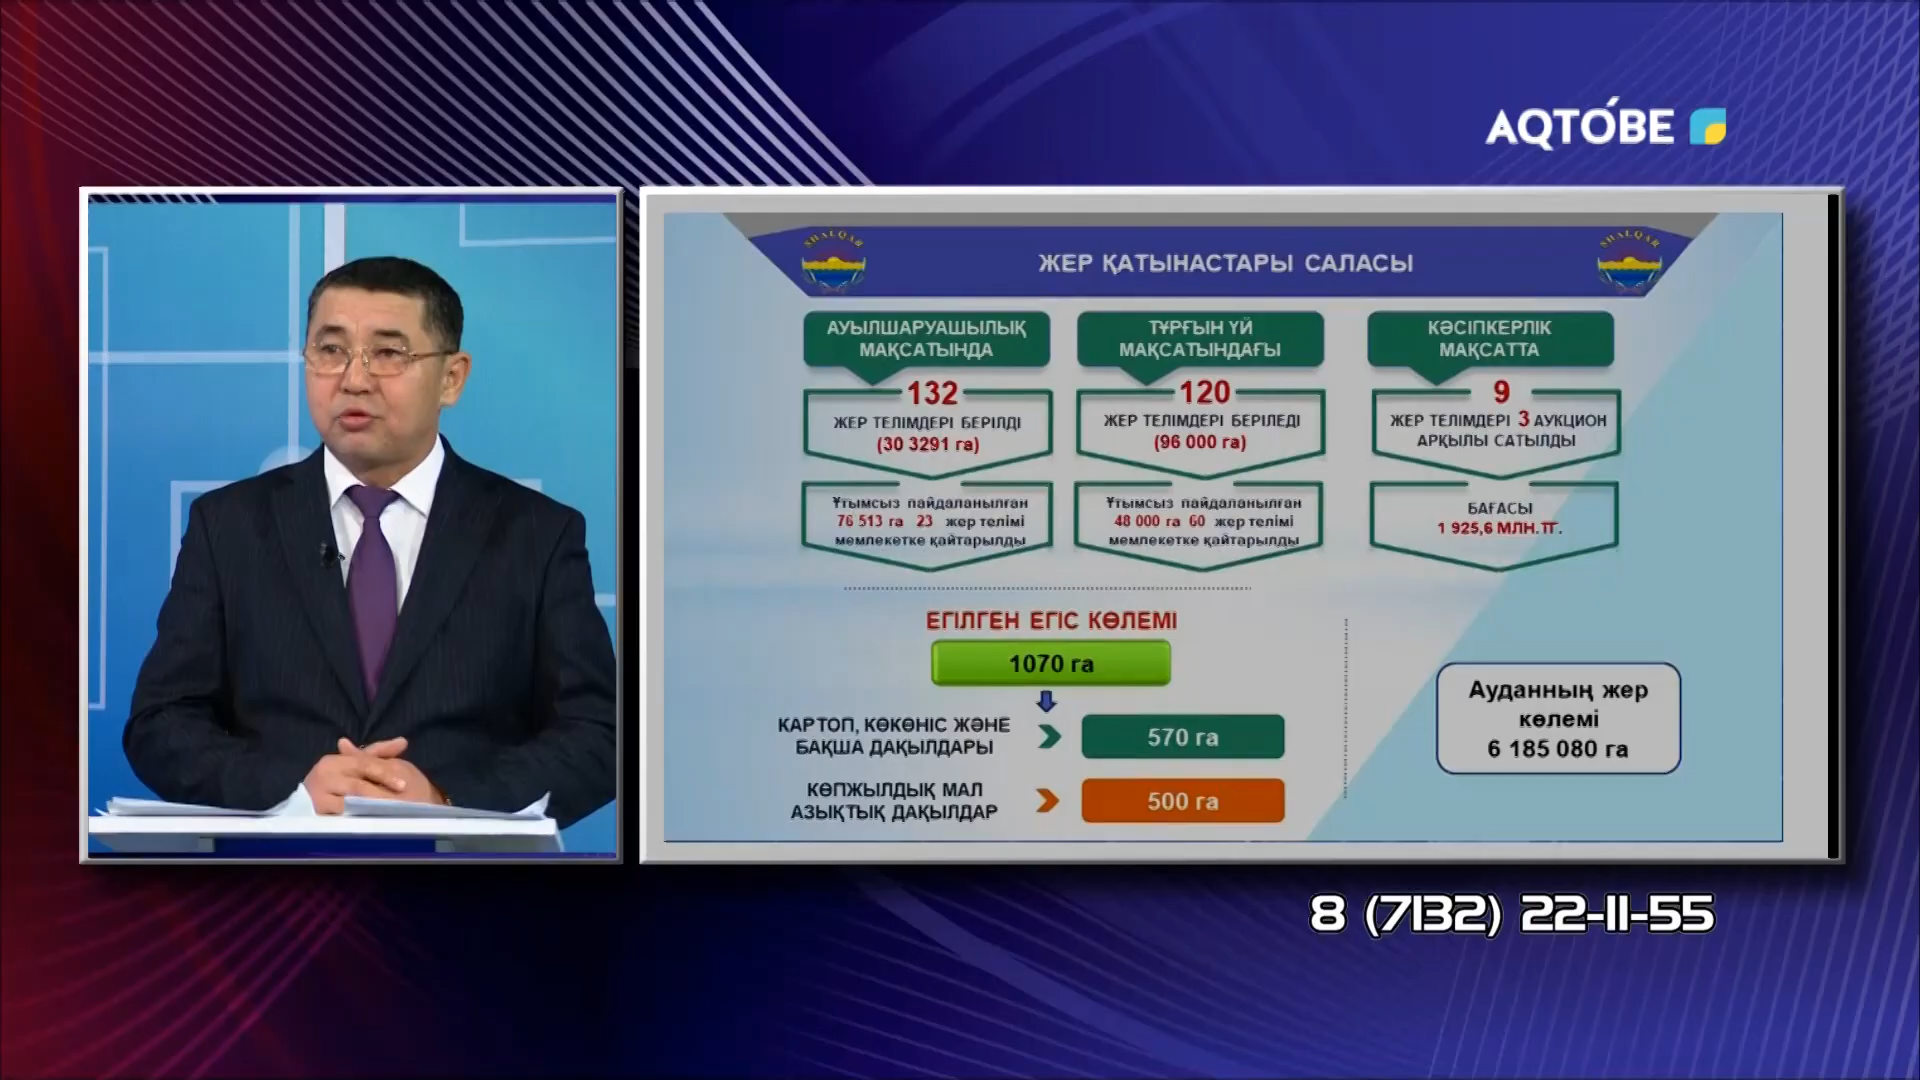 AQTÓBE
SHALQAR
ЖЕР ҚАТЫНАСТАРЫ САЛАСЫ
SHALQAR
АУЫЛШАРУАШЫЛЫҚ
МАҚСАТЫНДА
132
ЖЕР ТЕЛІМДЕРІ БЕРІЛДІ
(30 3291 га)
Ұтымсыз пайдаланылған
76 513 га 23 жер телімі
мемлекетке қайтарылды
ТҰРҒЫН ҮЙ
МАҚСАТЫНДАҒЫ
120
ЖЕР ТЕЛІМДЕРІ БЕРІЛЕДІ
(96 000 га)
Ұтымсыз пайдаланылған
48 000 га 60 жер телімі
мемлекетке қайтарылды
КӘСІПКЕРЛІК
МАҚСАТТА
9
ЖЕР ТЕЛІМДЕРІ 3 АУКЦИОН
АРҚЫЛЫ САТЫЛДЫ
БАҒАСЫ
1 925,6 МЛН.ТГ.
ЕГІЛГЕН ЕГІС КӨЛЕМІ
1070 га
КАРТОП, КӨКӨНІС ЖӘНЕ
БАҚША ДАҚЫЛДАРЫ
570 га
КӨПЖЫЛДЫҚ МАЛ
АЗЫҚТЫҚ ДАҚЫЛДАР
500 га
Ауданның жер
көлемі
6 185 080 га
8 (7132) 22-11-55